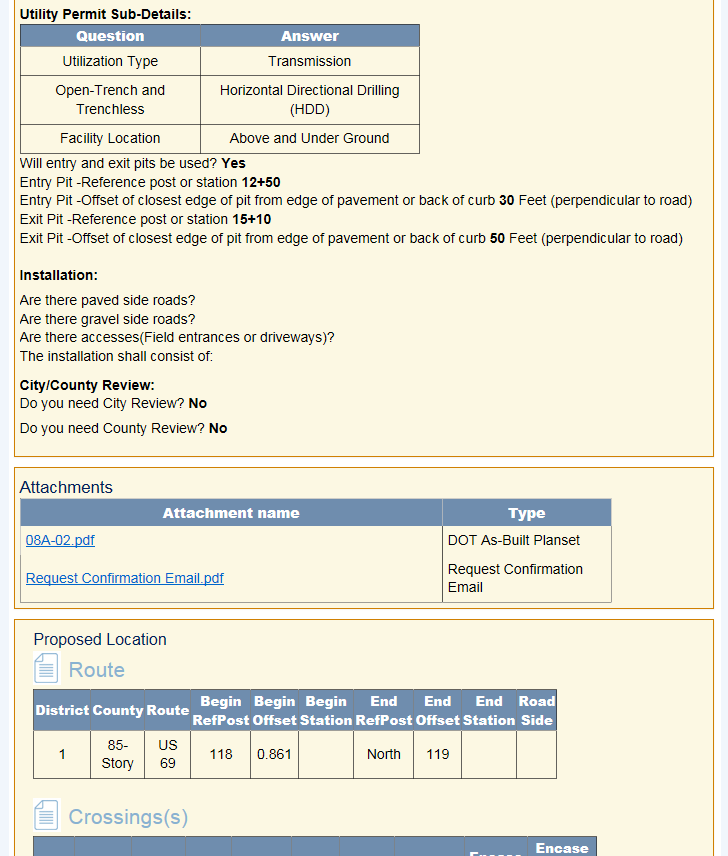 Utility Permit Sub-Details:
Question Answer
Utilization Type Transmission
Open-Trench and Trenchless Horizontal Directional Drilling (HDD)
Facility Location Above and Under Ground
Will entry and exit pits be used? Yes
Entry Pit -Reference post or station 12+50
Entry Pit -Offset of closest edge of pit from edge of pavement or back of curb 30 Feet (perpendicular to road)
Exit Pit -Reference post or station 15+10
Exit Pit -Offset of closest edge of pit from edge of pavement or back of curb 50 Feet (perpendicular to road)
Installation:
Are there paved side roads?
Are there gravel side roads?
Are there accesses(Field entrances or driveways)?
The installation shall consist of:
City/County Review:
Do you need City Review? No
Do you need County Review? No
Attachments
Attachment name Type
08A-02.pdf DOT As-Built Planset
Request Confirmation Email.pdf Request Confirmation Email
Proposed Location
Route
District County Route Begin RefPost Begin Offset Begin Station End RefPost End Offset End Station Road Side
1 85-Story US 69 118 0.861 North 119
Crossings(s)
Encase